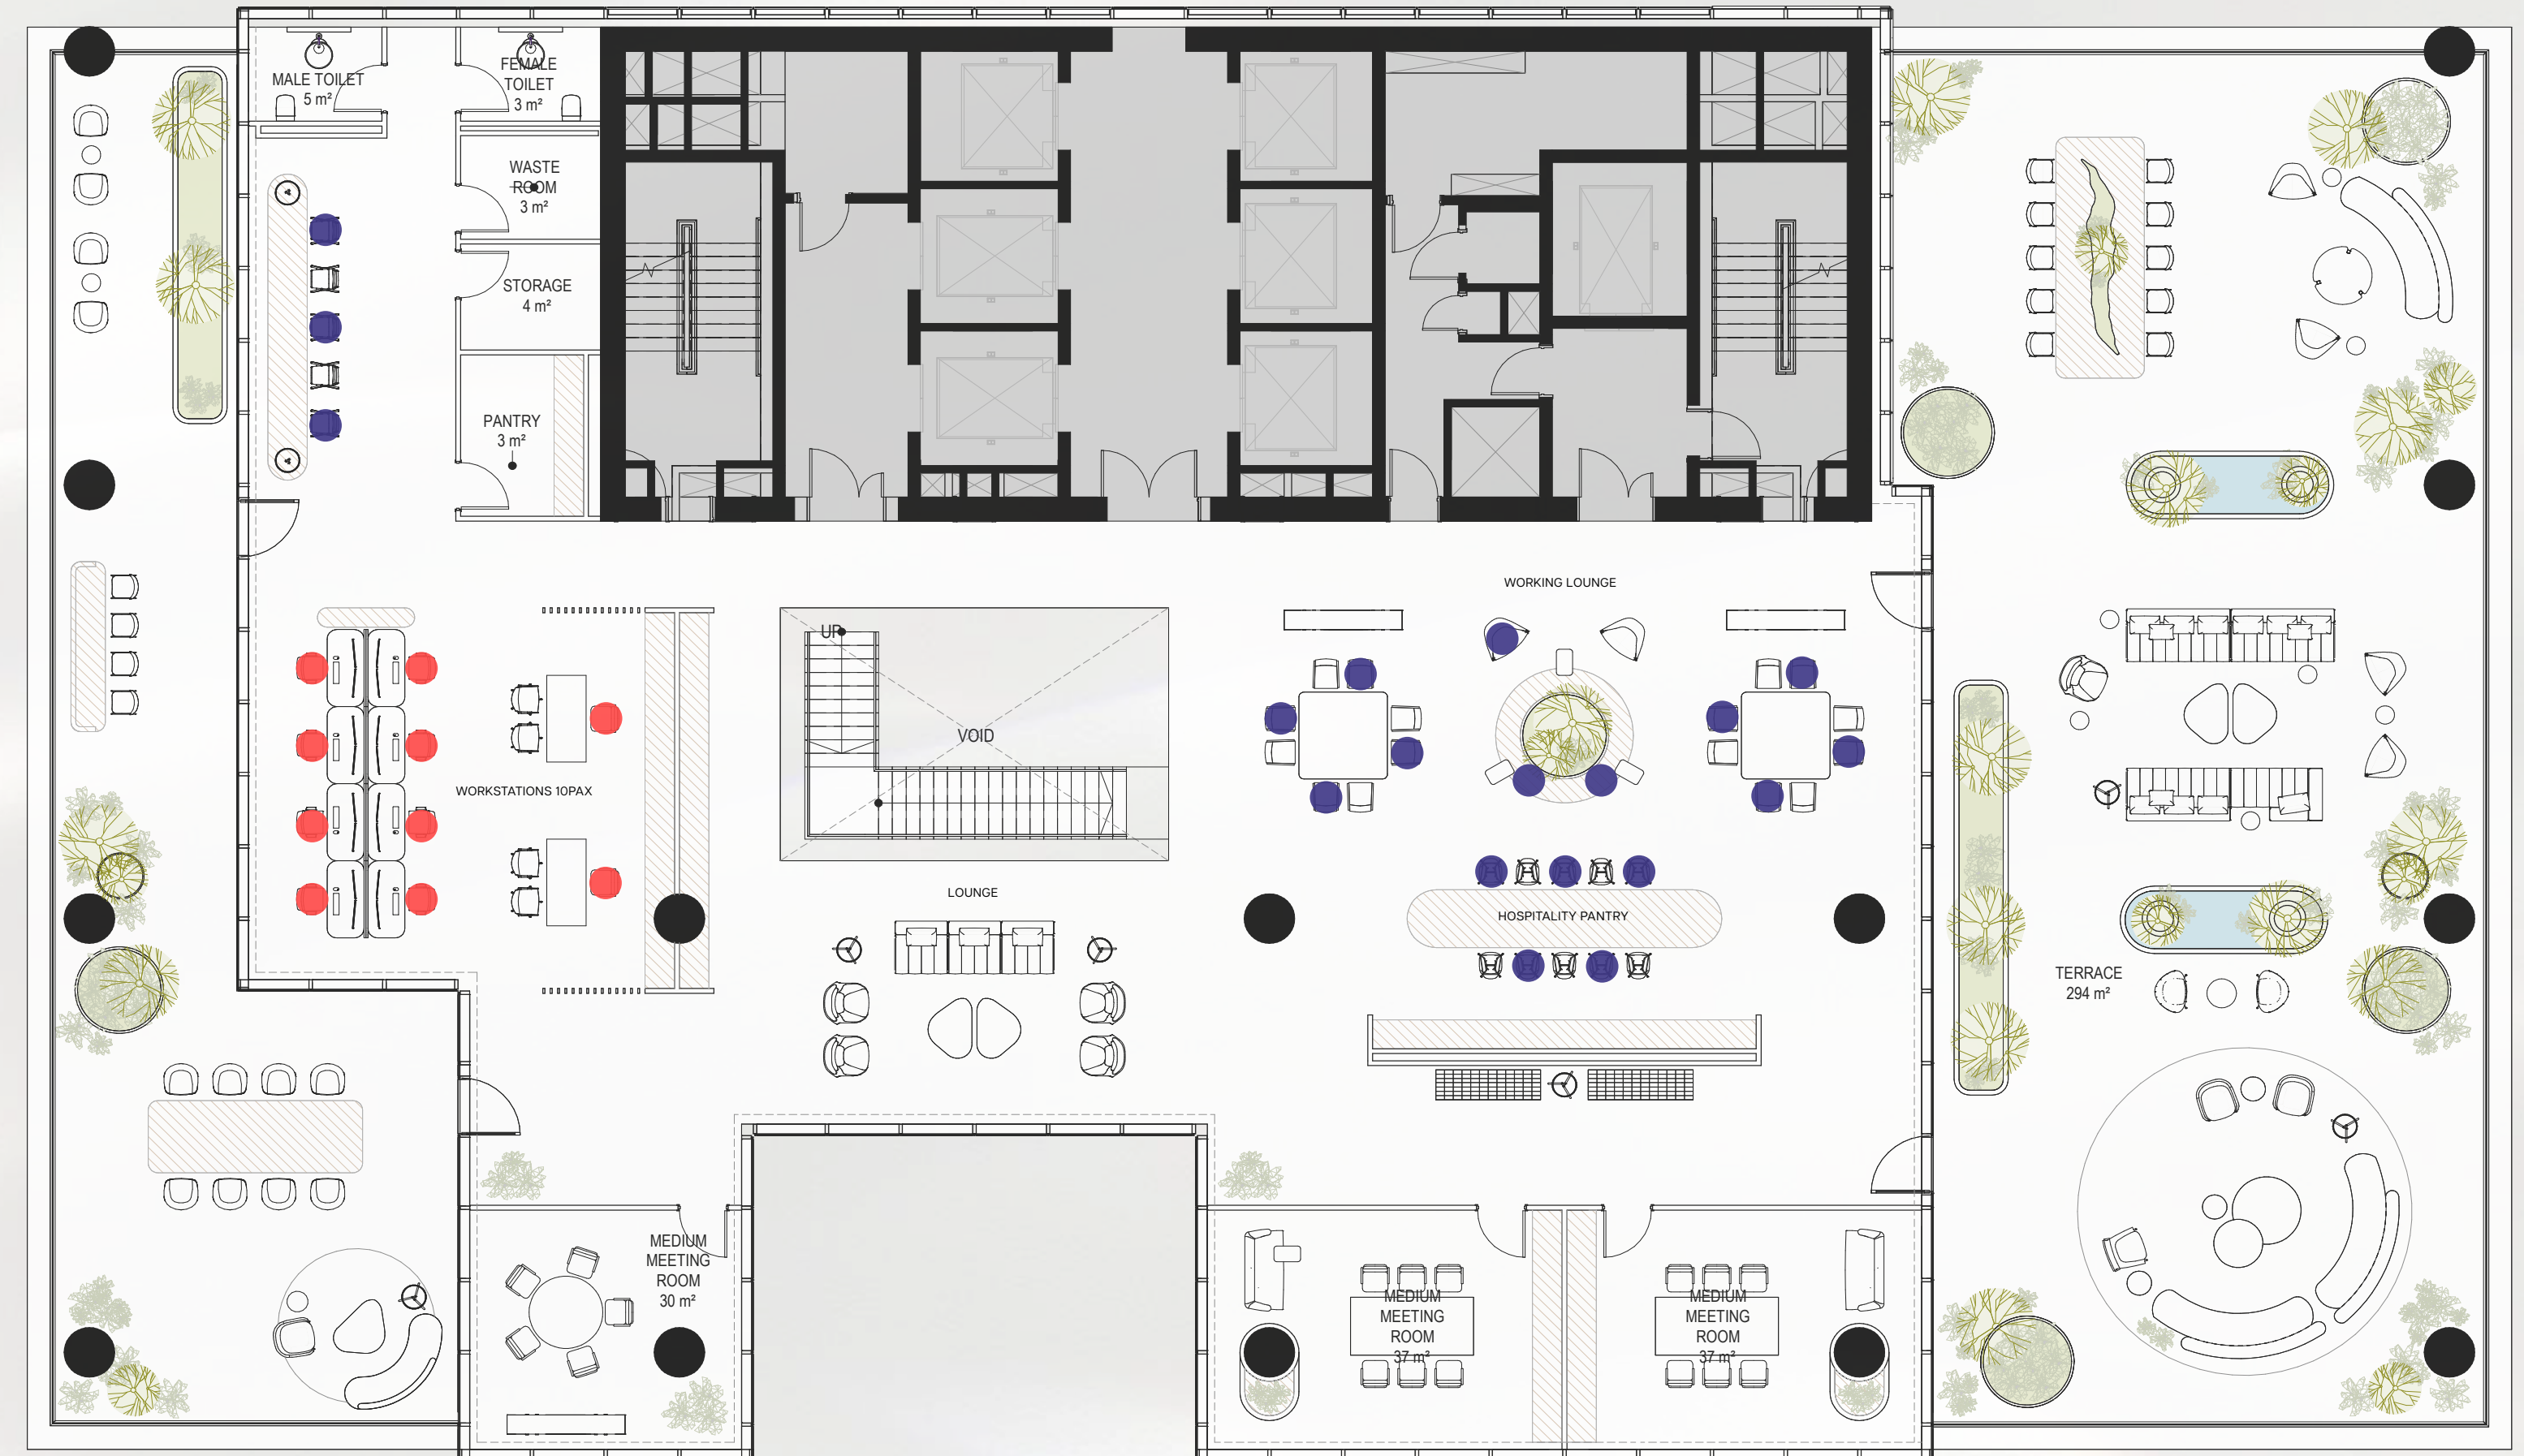 MALE TOILET
5 m²
FEMALE
TOILET
3 m²
WASTE
ROOM
3 m²
STORAGE
4 m²
PANTRY
3 m²
WORKING LOUNGE
UP
VOID
WORKSTATIONS 10PAX
LOUNGE
HOSPITALITY PANTRY
TERRACE
294 m²
MEDIUM
MEETING
ROOM
30 m²
MEDIUM
MEETING
ROOM
37 m²
MEDIUM
MEETING
ROOM
37 m²